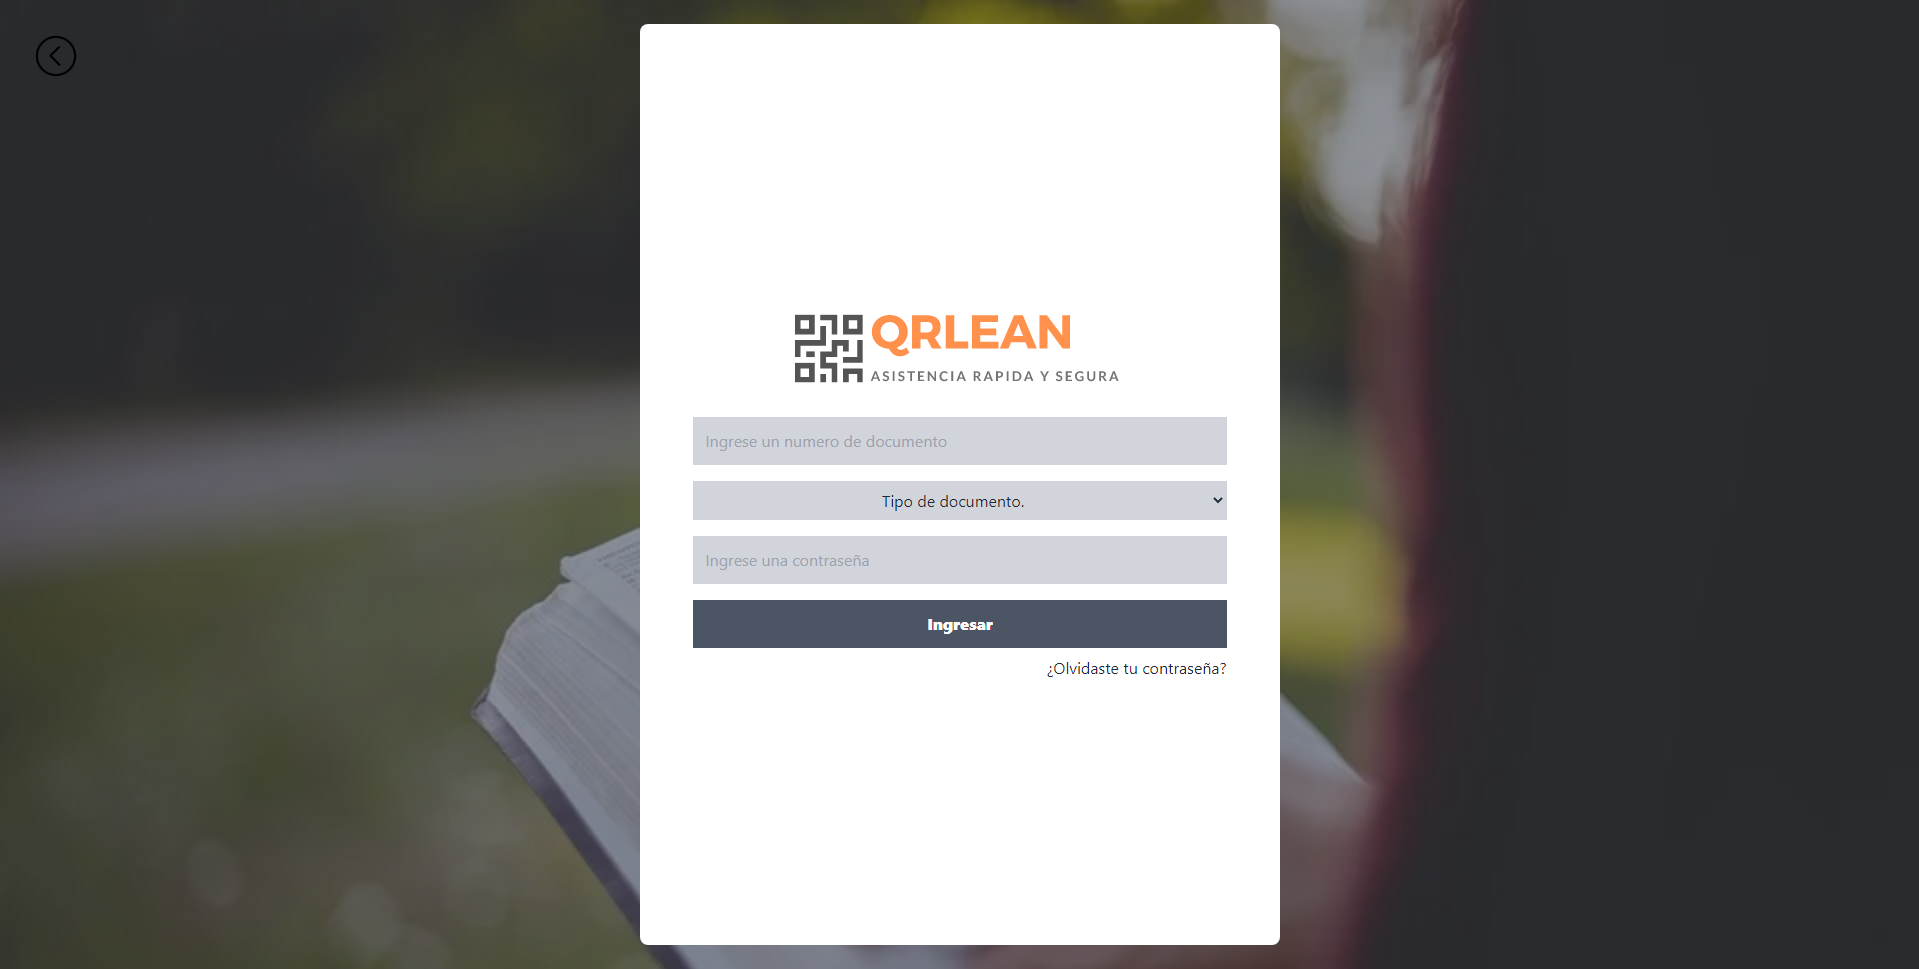 QRLEAN
ASISTENCIA RAPIDA Y SEGURA
Ingrese un numero de documento
Tipo de documento.
Ingrese una contraseña
Ingresar
¿Olvidaste tu contraseña?